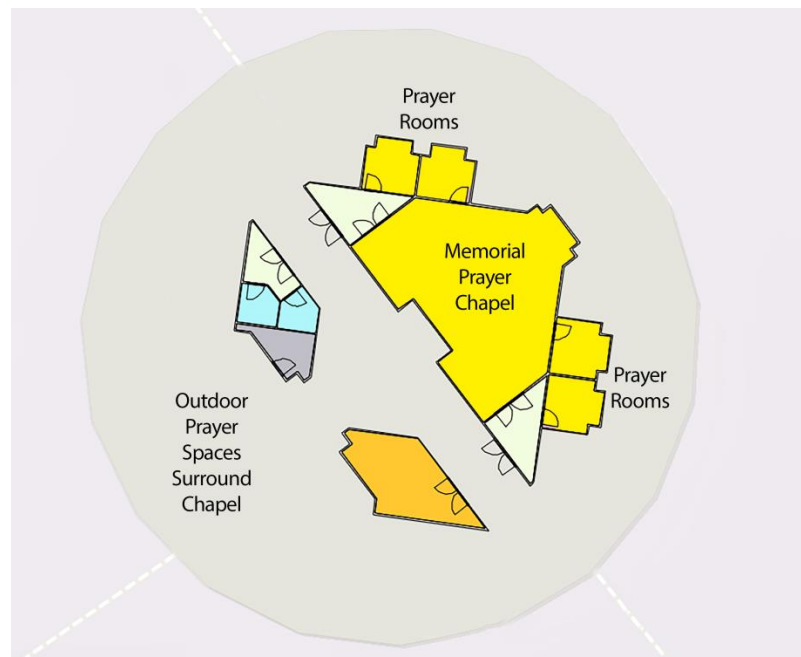 Prayer
Rooms
Memorial
Prayer
Chapel
Prayer
Rooms
Outdoor
Prayer
Spaces
Surround
Chapel